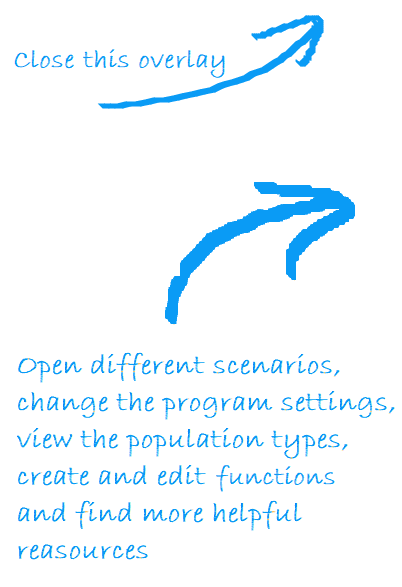 Close this overlay
Open different scenarios,
change the program settings,
view the population types,
create and edit functions
and find more helpful
reasources